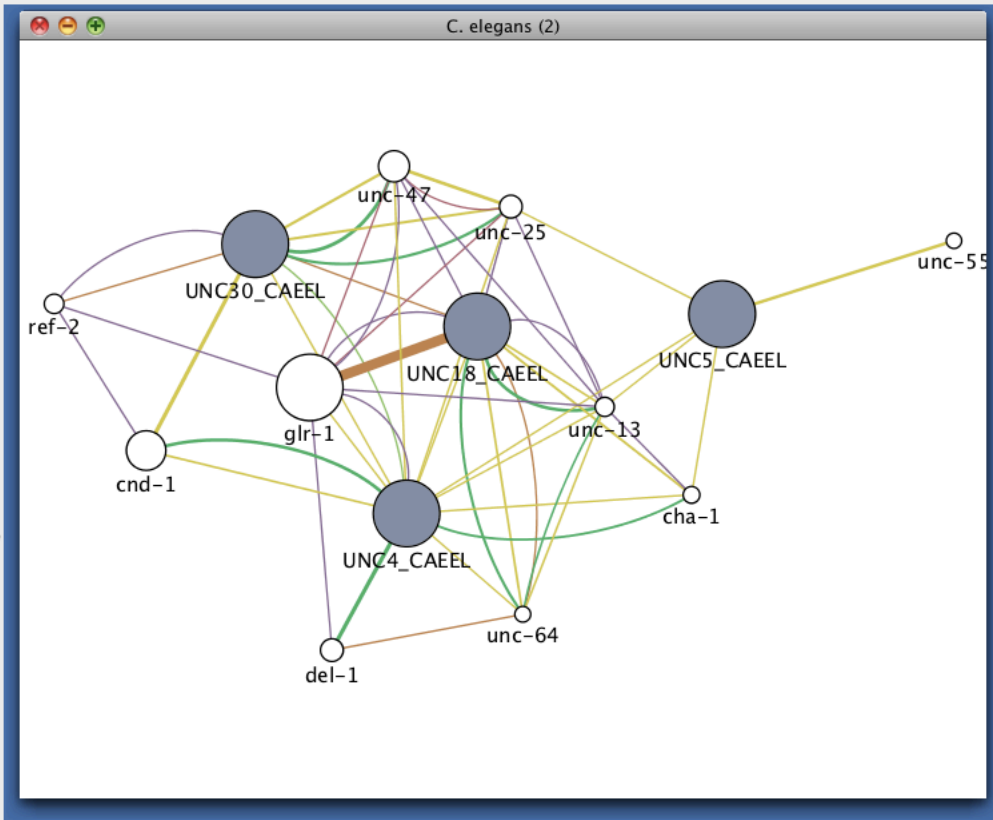 C. elegans (2)
unc-47
unc-25
unc-55
UNC30_CAEEL
ref-2
UNC5_CAEEL
UNC18_CAEEL
glr-1
unc-13
cnd-1
cha-1
UNC4_CAEEL
unc-64
del-1